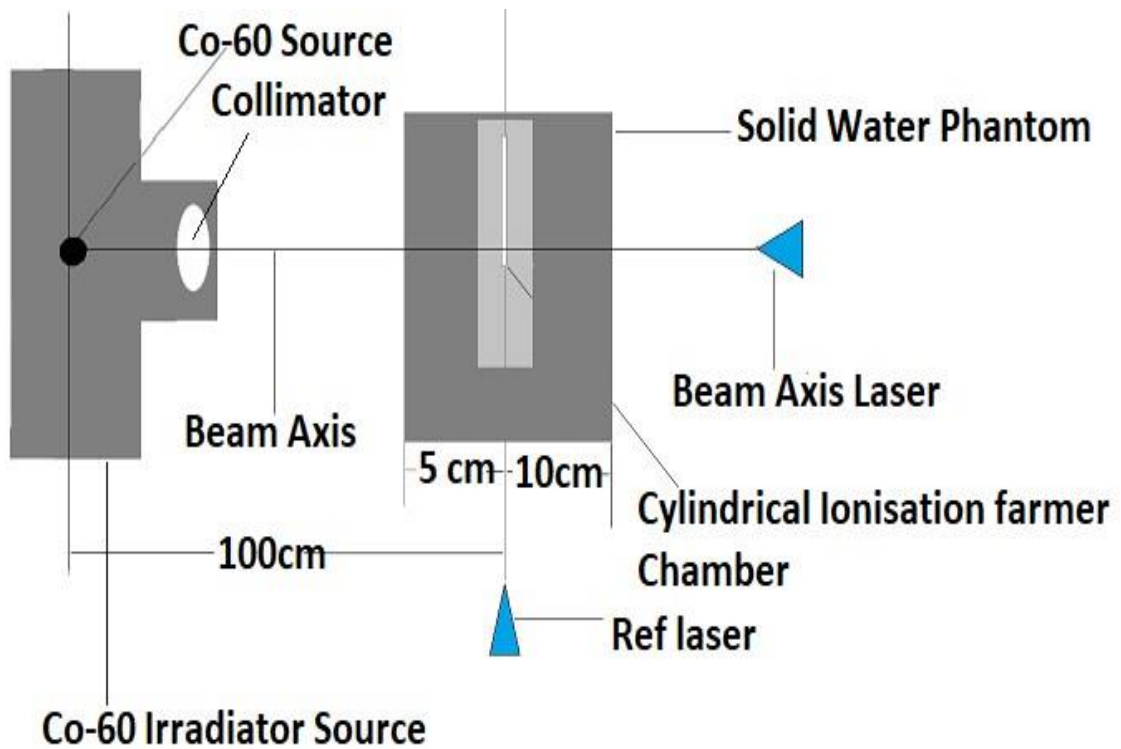 Co-60 Source
Collimator
Solid Water Phantom
Beam Axis Laser
Beam Axis
5 cm
10cm
Cylindrical Ionisation farmer
Chamber
100cm
Ref laser
Co-60 Irradiator Source